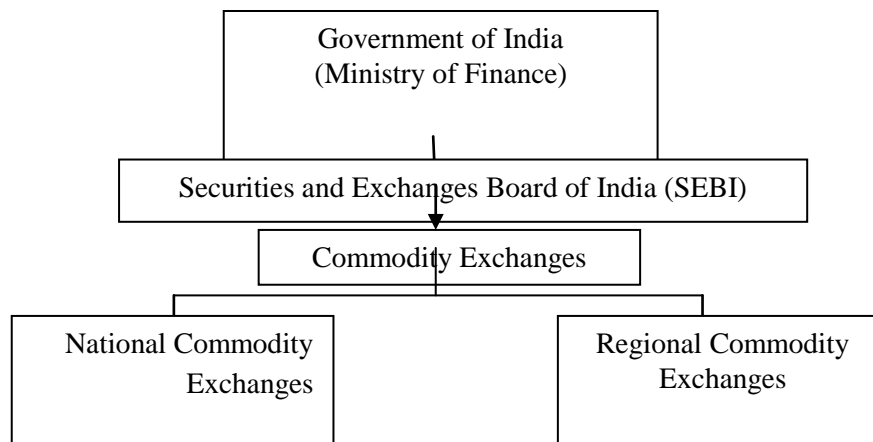 Government of India
(Ministry of Finance)
Securities and Exchanges Board of India (SEBI)
Commodity Exchanges
National Commodity
Exchanges
Regional Commodity
Exchanges